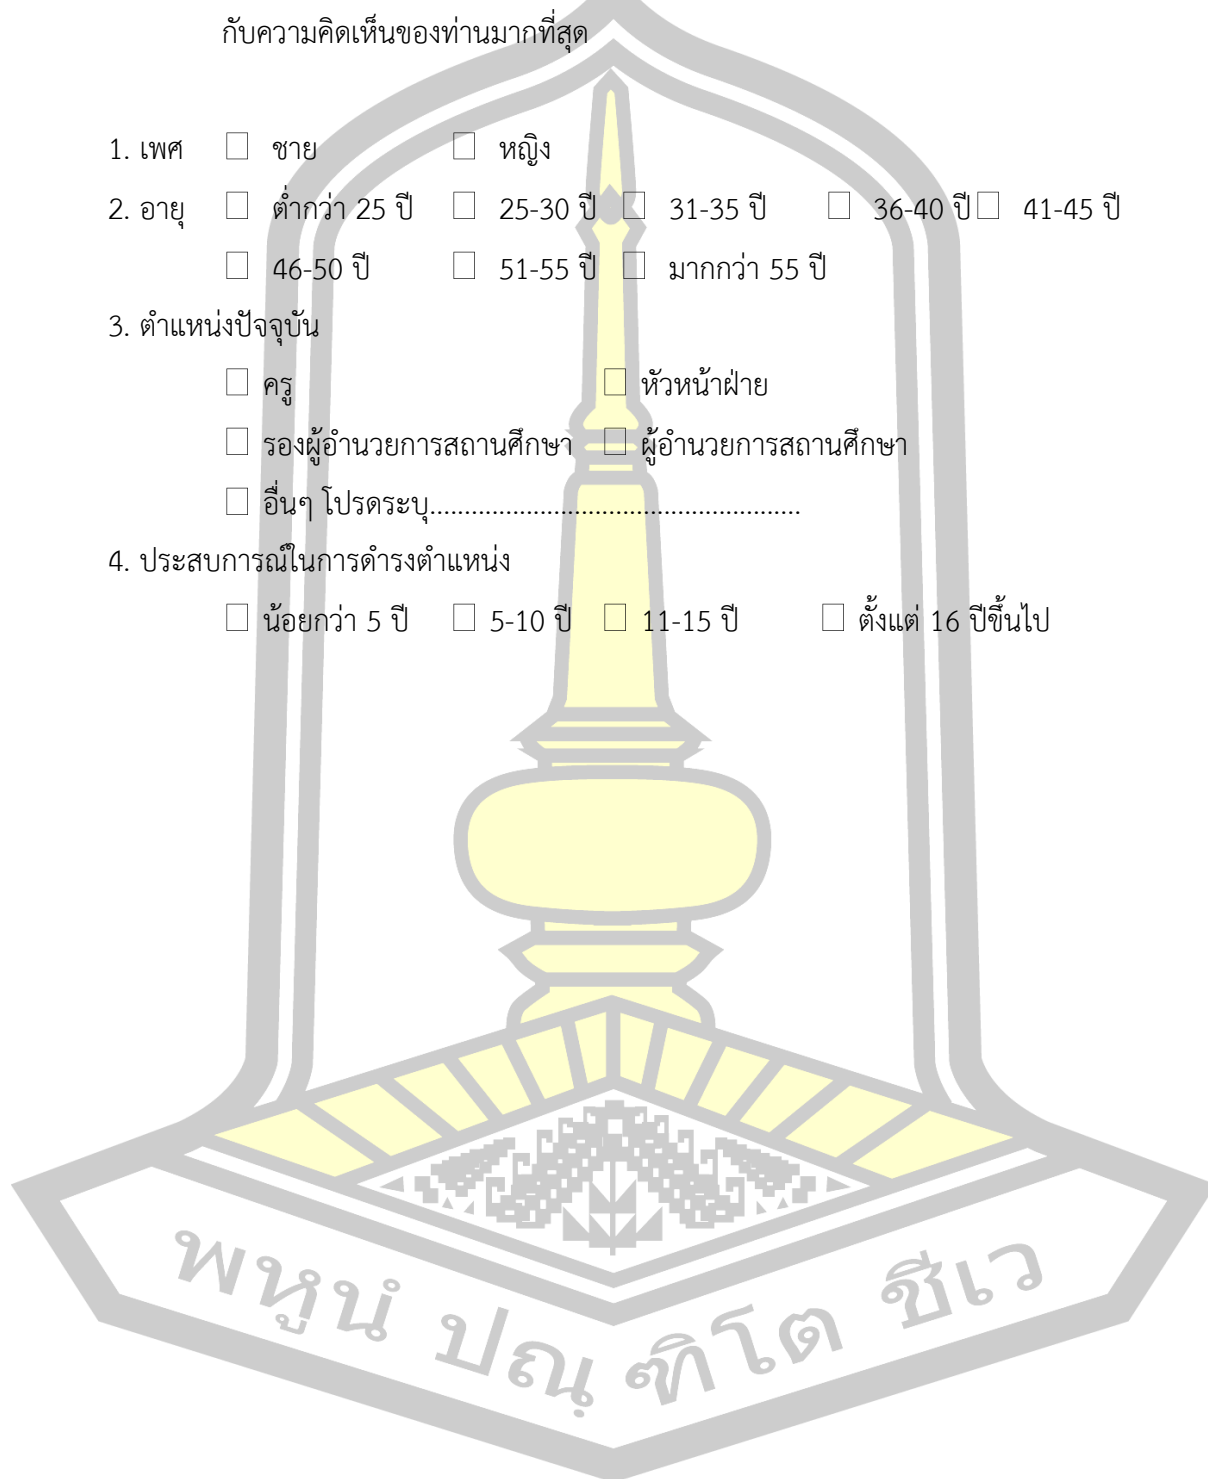 กับความคิดเห็นของท่านมากที่สุด
1. เพศ □ ชาย □ หญิง
2. อายุ □ ต่ำกว่า 25 ปี □ 25-30 ปี □ 31-35 ปี □ 36-40 ปี □ 41-45 ปี
□ 46-50 ปี □ 51-55 ปี □ มากกว่า 55 ปี
3. ตำแหน่งปัจจุบัน
□ ครู □ หัวหน้าฝ่าย
□ รองผู้อำนวยการสถานศึกษา □ ผู้อำนวยการสถานศึกษา
□ อื่นๆ โปรดระบุ......................................................
4. ประสบการณ์ในการดำรงตำแหน่ง
□ น้อยกว่า 5 ปี □ 5-10 ปี □ 11-15 ปี □ ตั้งแต่ 16 ปีขึ้นไป
พหูนํ ปณฺฑิโต ชีเว